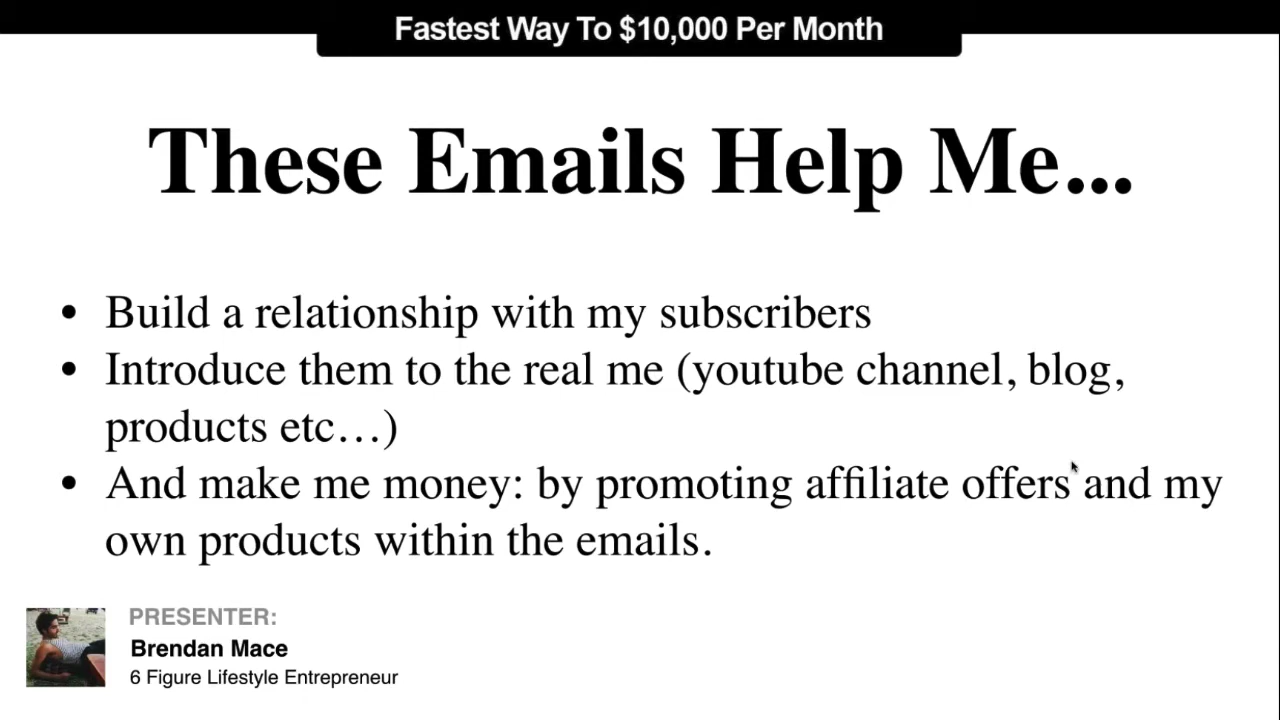 Fastest Way To $10,000 Per Month
These Emails Help Me...
• Build a relationship with my subscribers
• Introduce them to the real me (youtube channel, blog,
products etc…)
• And make me money: by promoting affiliate offers and my
own products within the emails.
PRESENTER:
Brendan Mace
6 Figure Lifestyle Entrepreneur